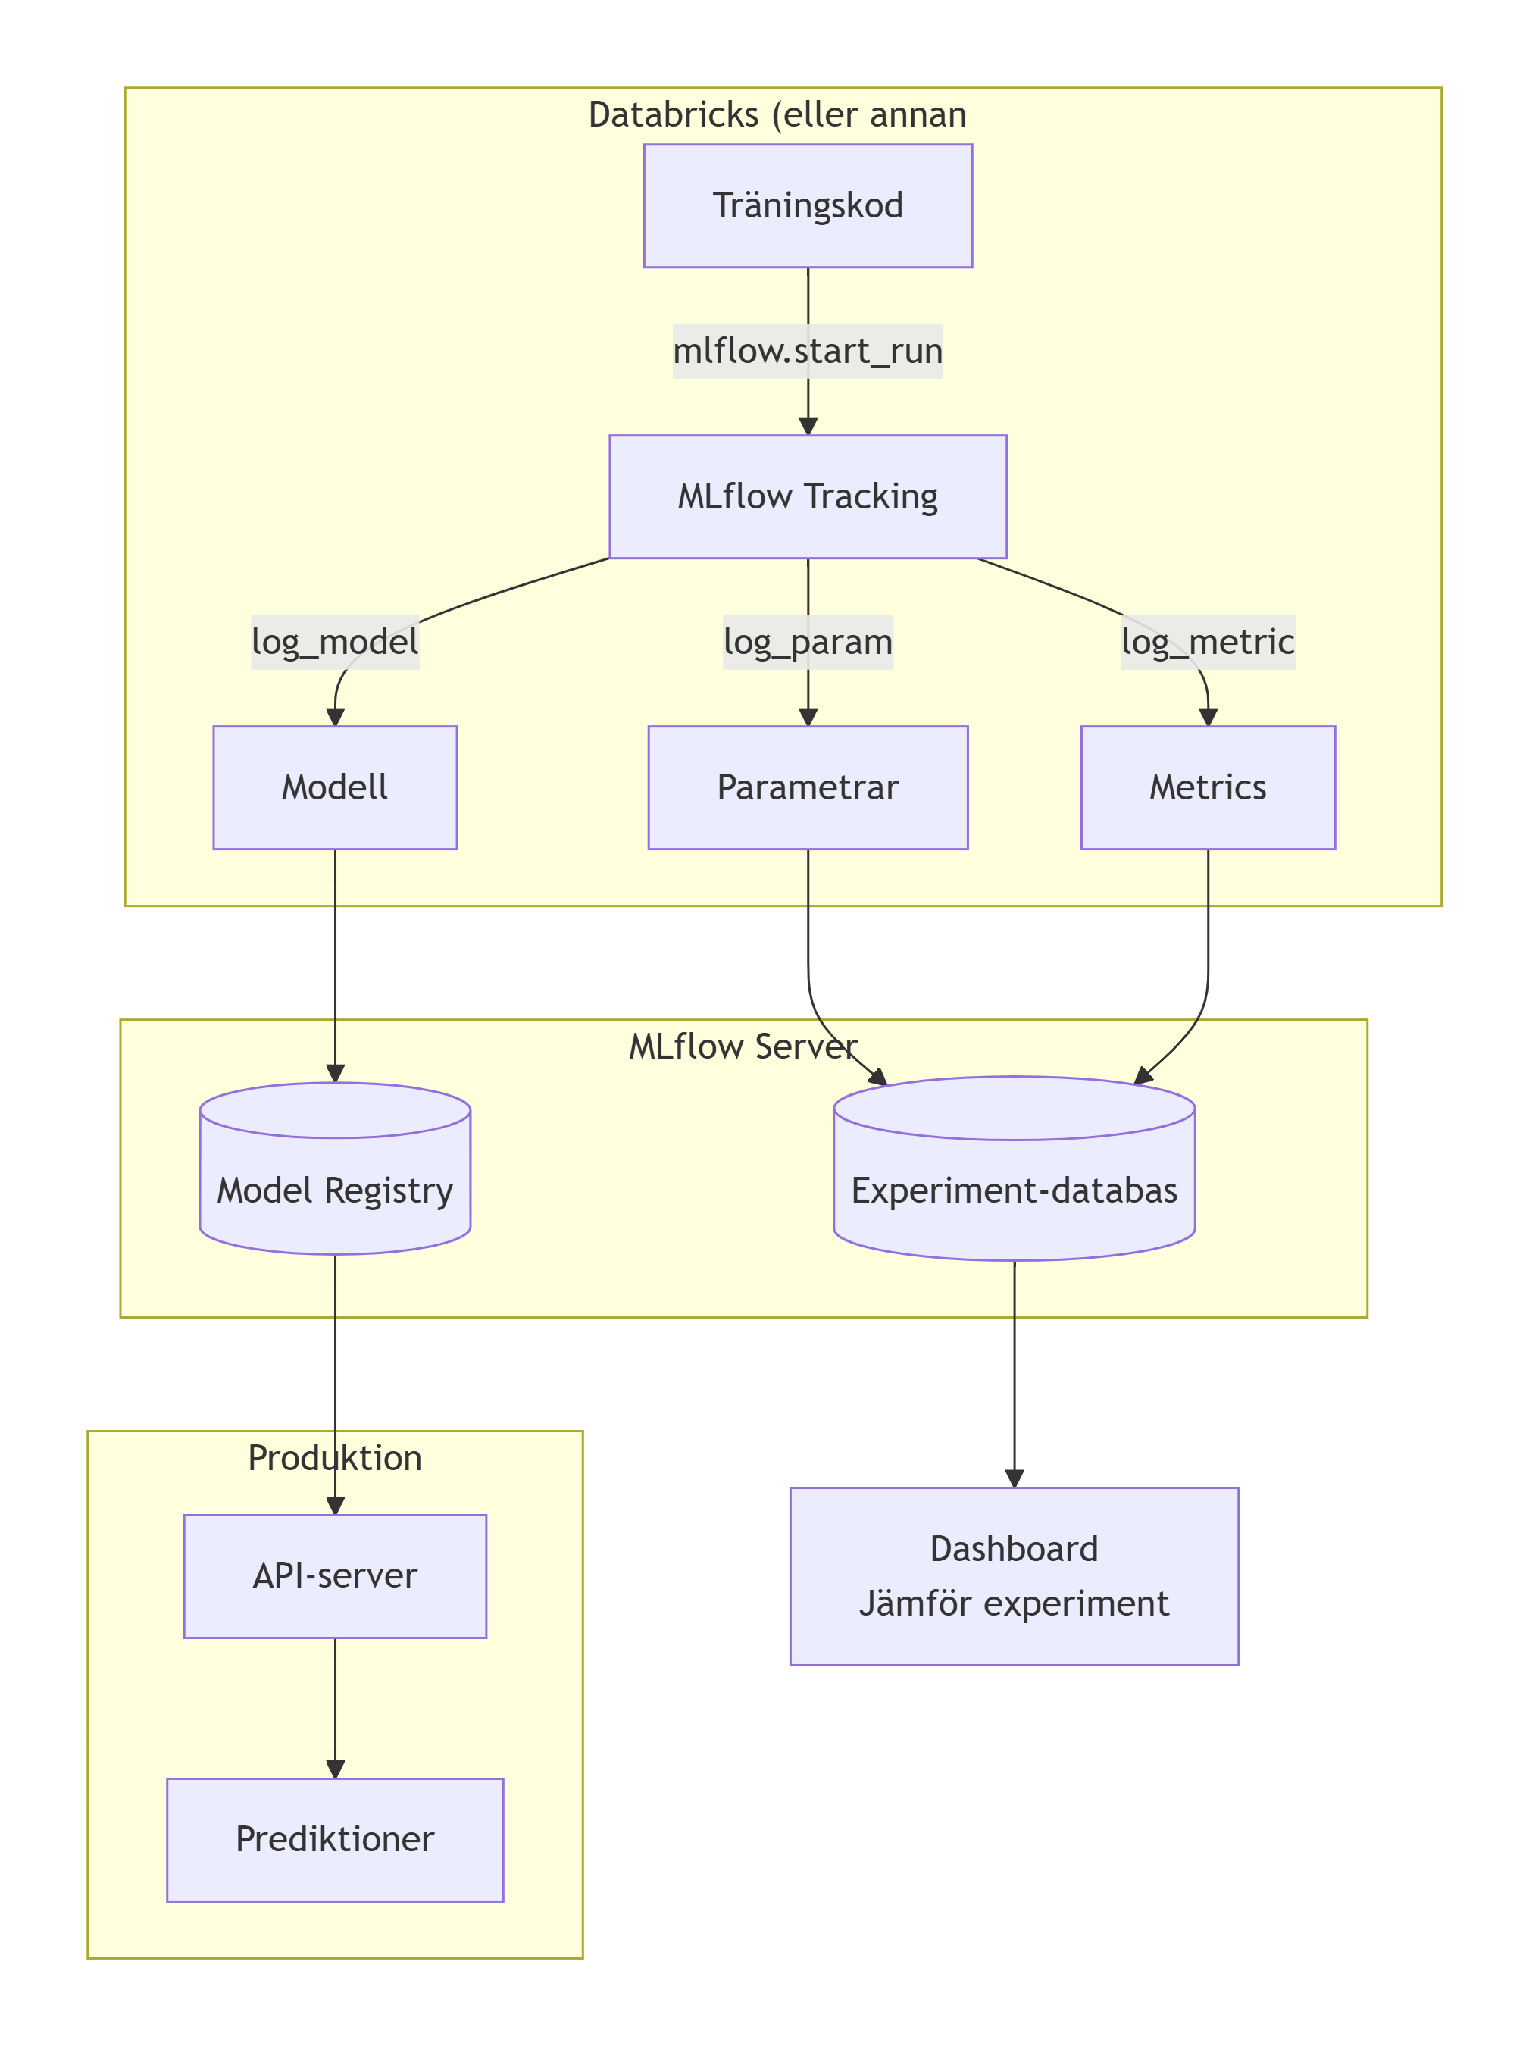 Databricks (eller annan
Träningskod
mlflow.start_run
MLflow Tracking
log_model
log_param
log_metric
Modell
Parametrar
Metrics
MLflow Server
Model Registry
Experiment-databas
Produktion
API-server
Dashboard
Jämför experiment
Prediktioner